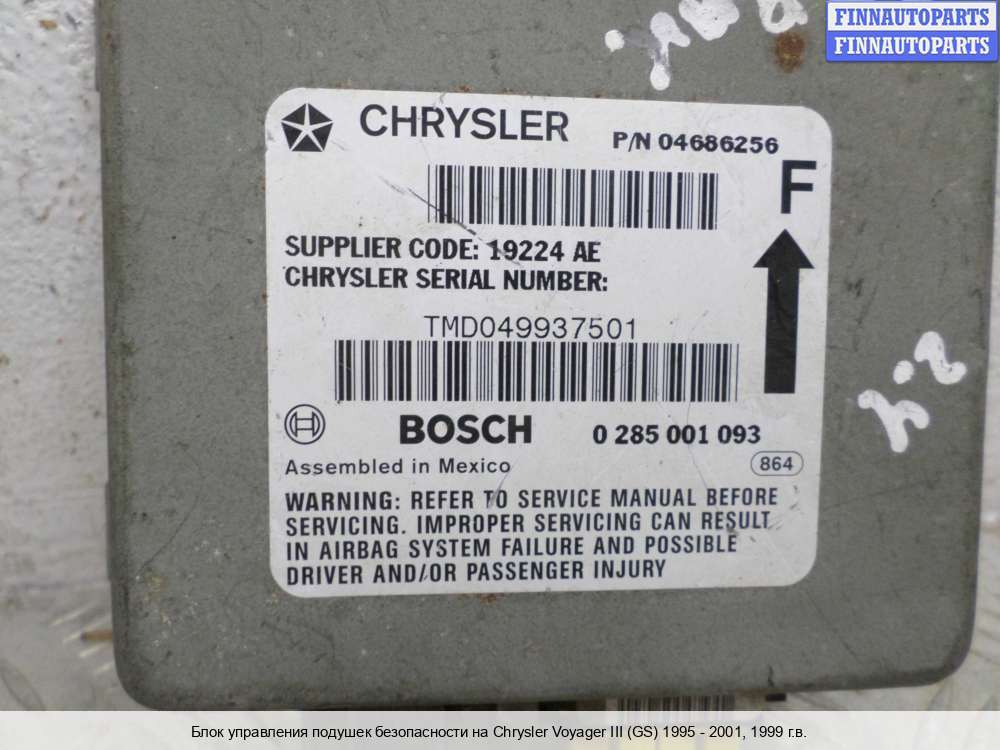 FINNAUTOPARTS
FINNAUTOPARTS
CHRYSLER
P/N 04686256
F
SUPPLIER CODE: 19224 AE
CHRYSLER SERIAL NUMBER:
TMD049937501
BOSCH 0 285 001 093
Assembled in Mexico
864
WARNING: REFER TO SERVICE MANUAL BEFORE
SERVICING. IMPROPER SERVICING CAN RESULT
IN AIRBAG SYSTEM FAILURE AND POSSIBLE
DRIVER AND/OR PASSENGER INJURY
Блок управления подушек безопасности на Chrysler Voyager III (GS) 1995 - 2001, 1999 г.в.